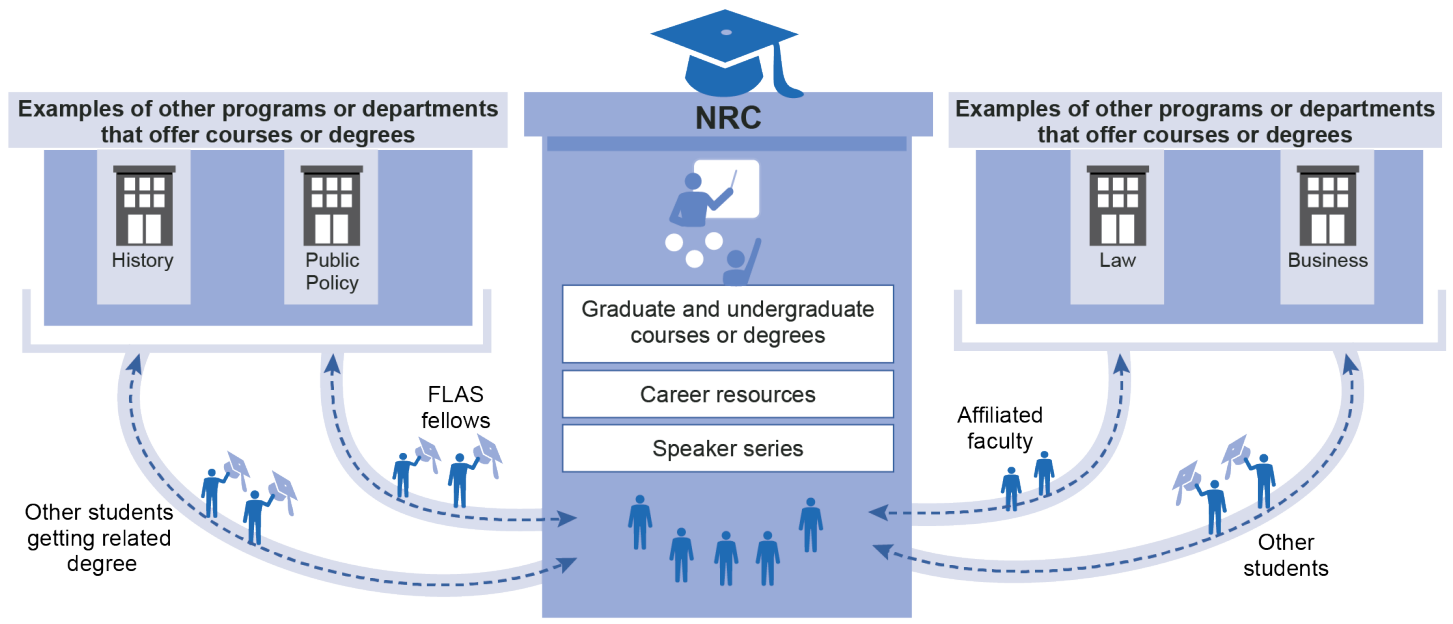 Examples of other programs or departments
that offer courses or degrees
History
Public
Policy
NRC
Graduate and undergraduate
courses or degrees
Career resources
Speaker series
Examples of other programs or departments
that offer courses or degrees
Law
Business
FLAS
fellows
Other students
getting related
degree
Affiliated
faculty
Other
students